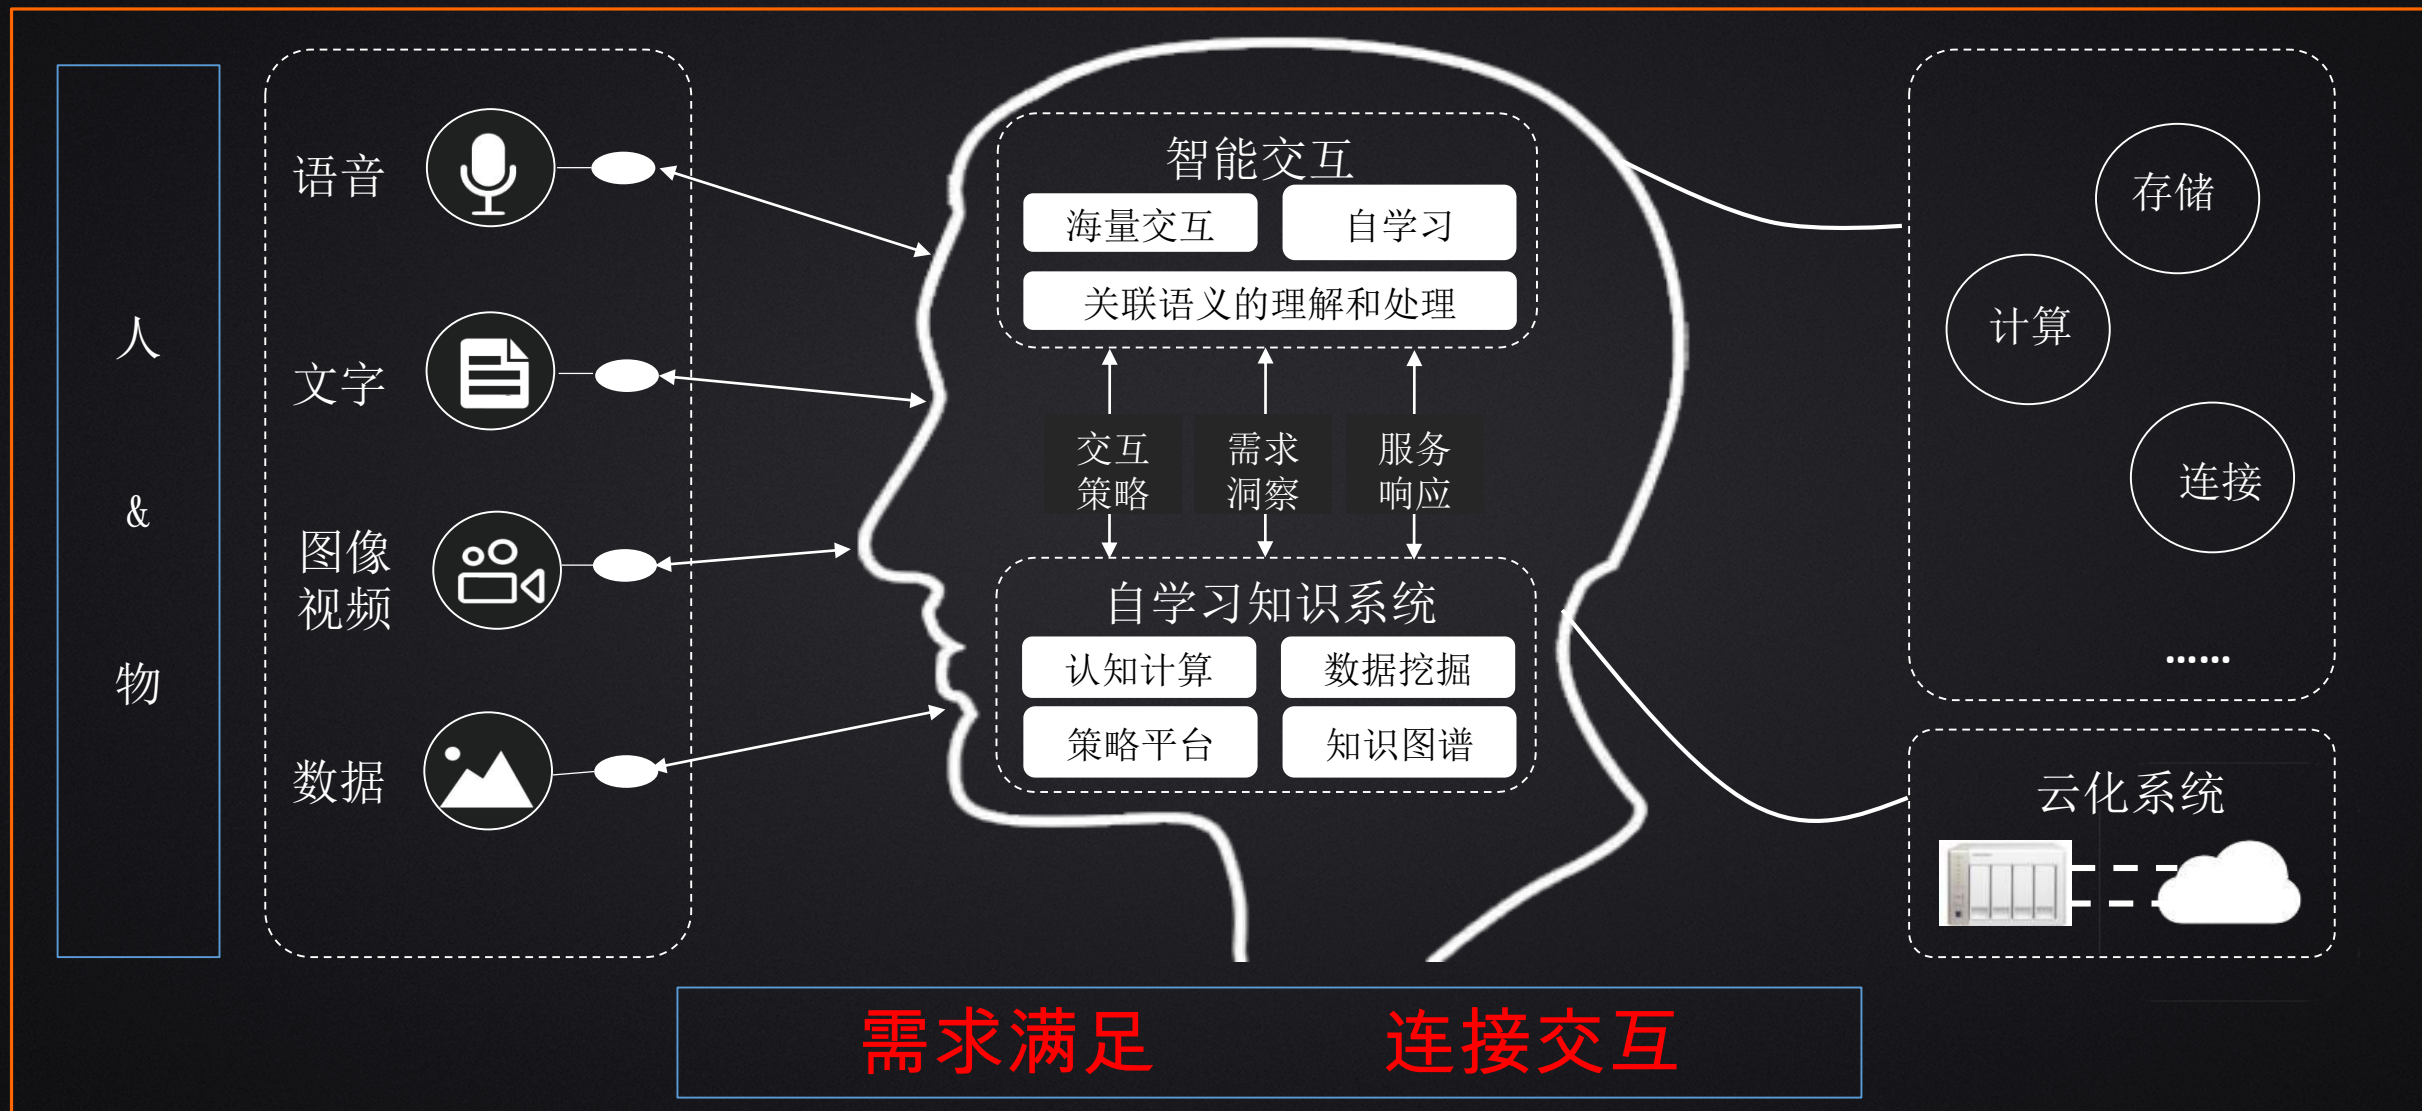 人
&
物
语音
文字
图像
视频
数据
智能交互
海量交互
自学习
关联语义的理解和处理
交互
策略
需求
洞察
服务
响应
自学习知识系统
认知计算
数据挖掘
策略平台
知识图谱
存储
计算
连接
……
云化系统
需求满足
连接交互